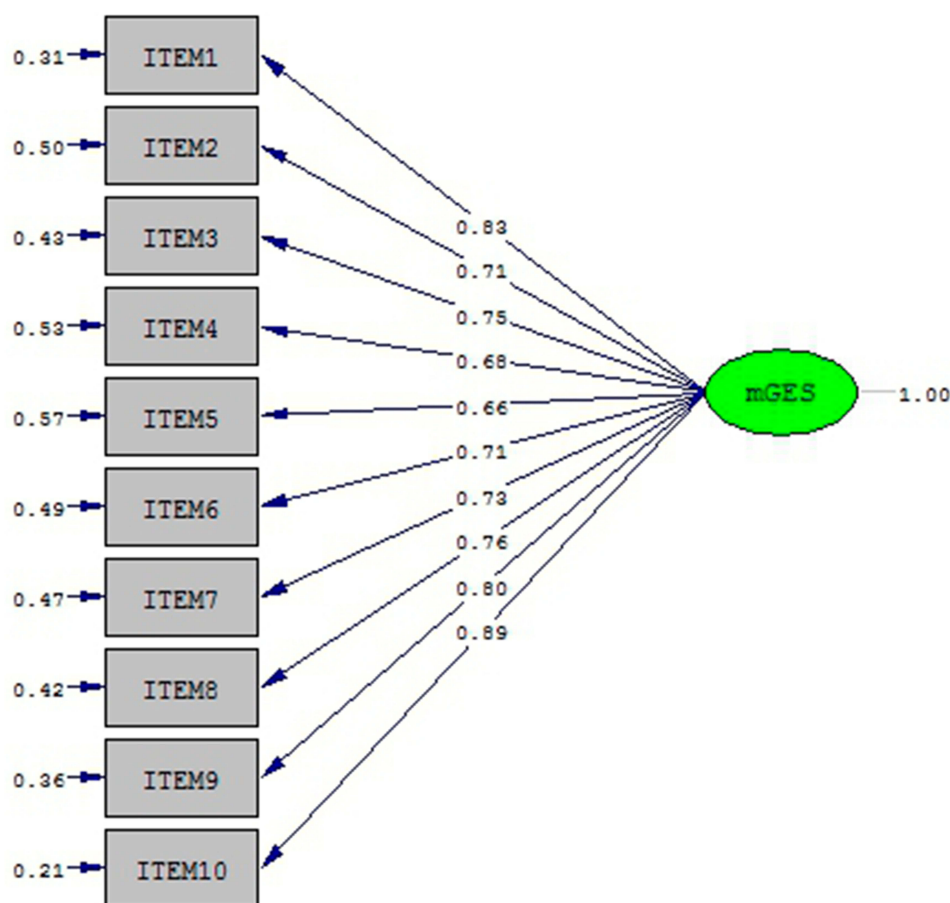 0.31 ITEM1
0.50 ITEM2
0.43 ITEM3
0.53 ITEM4
0.57 ITEM5
0.49 ITEM6
0.47 ITEM7
0.42 ITEM8
0.36 ITEM9
0.21 ITEM10
0.83
0.71
0.75
0.68
0.66
0.71
0.73
0.76
0.80
0.89
mGES 1.00